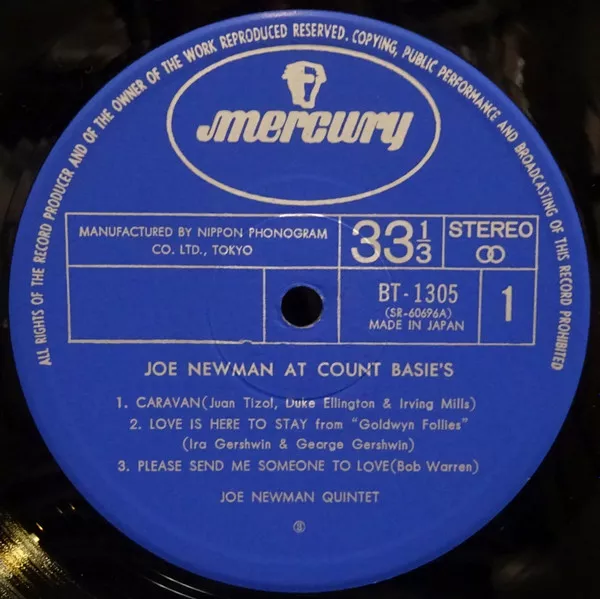 ALL RIGHTS OF THE RECORD PRODUCER AND OF THE OWNER OF THE WORK REPRODUCED RESERVED. COPYING, PUBLIC PERFORMANCE AND BROADCASTING OF THIS RECORD PROHIBITED
mercury
MANUFACTURED BY NIPPON PHONOGRAM
CO. LTD., TOKYO
33 1/3
STEREO
BT-1305
(SR-60696A)
MADE IN JAPAN
1
JOE NEWMAN AT COUNT BASIE'S
1. CARAVAN(Juan Tizol, Duke Ellington & Irving Mills)
2. LOVE IS HERE TO STAY from "Goldwyn Follies"
(Ira Gershwin & George Gershwin)
3. PLEASE SEND ME SOMEONE TO LOVE(Bob Warren)
JOE NEWMAN QUINTET